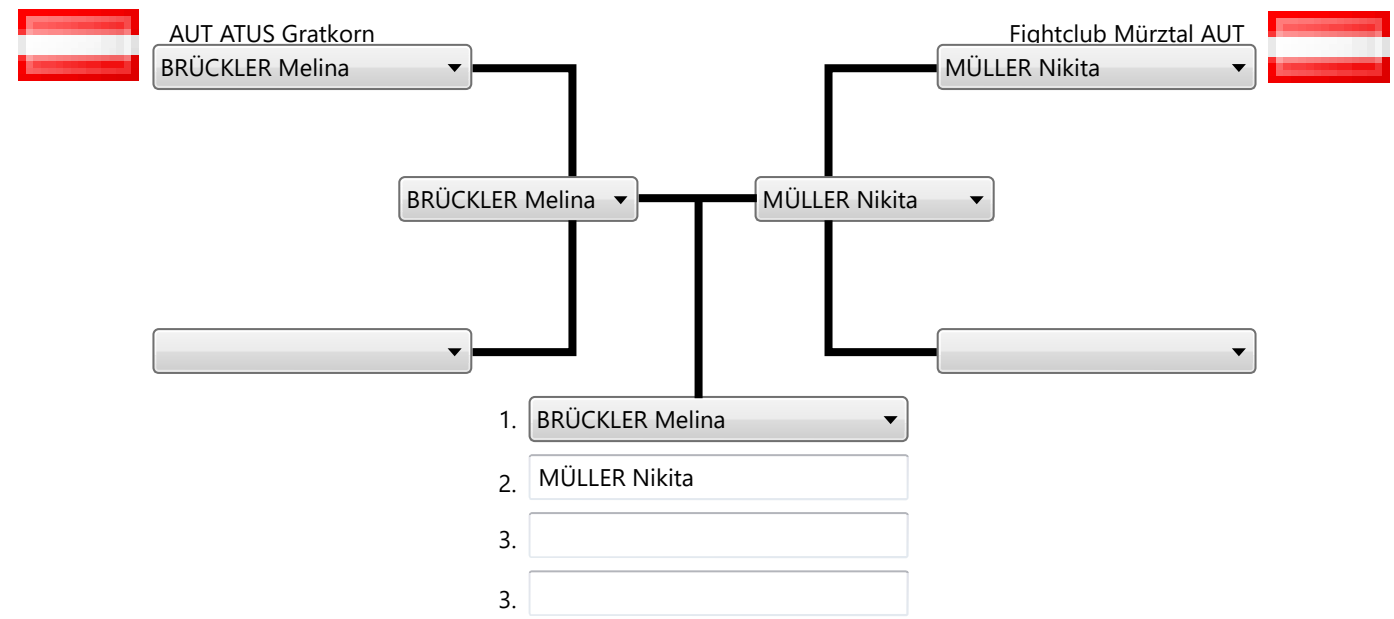 AUT ATUS Gratkorn
Fightclub Mürztal AUT
BRÜCKLER Melina
MÜLLER Nikita
BRÜCKLER Melina
MÜLLER Nikita
1. BRÜCKLER Melina
2. MÜLLER Nikita
3.
3.